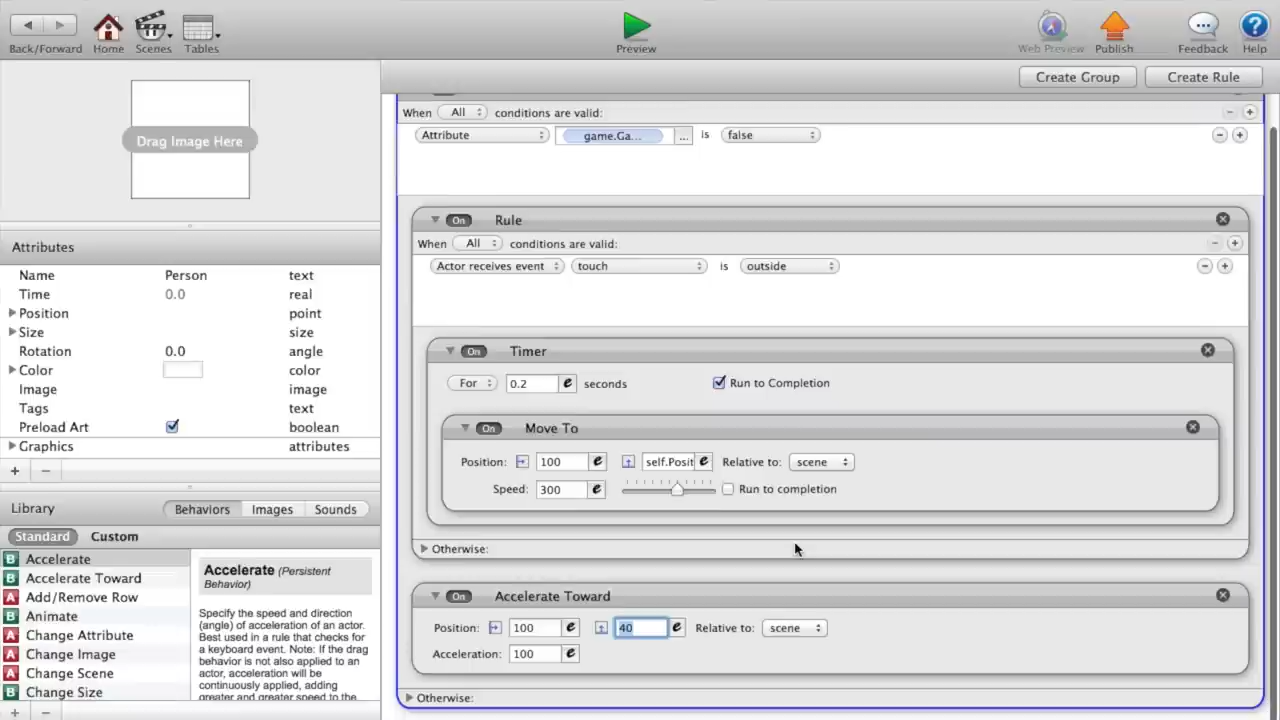 Back/Forward Home Scenes Tables Preview Web Preview Publish Feedback Help
Create Group Create Rule
Drag Image Here
Attributes
Name Person text
Time 0.0 real
Position point
Size size
Rotation 0.0 angle
Color color
Image image
Tags text
Preload Art boolean
Graphics attributes
+ −
Library Behaviors Images Sounds
Standard Custom
B Accelerate
B Accelerate Toward
A Add/Remove Row
B Animate
A Change Attribute
A Change Image
A Change Scene
B Change Size
Accelerate (Persistent
Behavior)
Specify the speed and direction
(angle) of acceleration of an actor.
Best used in a rule that checks for
a keyboard event. Note: If the drag
behavior is not also applied to an
actor, acceleration will be
continuously applied, adding
greater and greater speed to the
When All conditions are valid:
Attribute game.Ga... ... is false
On Rule
When All conditions are valid:
Actor receives event touch is outside
On Timer
For 0.2 e seconds Run to Completion
On Move To
Position: 100 e self.Posit e Relative to: scene
Speed: 300 e Run to completion
Otherwise:
On Accelerate Toward
Position: 100 e 40 e Relative to: scene
Acceleration: 100 e
Otherwise: